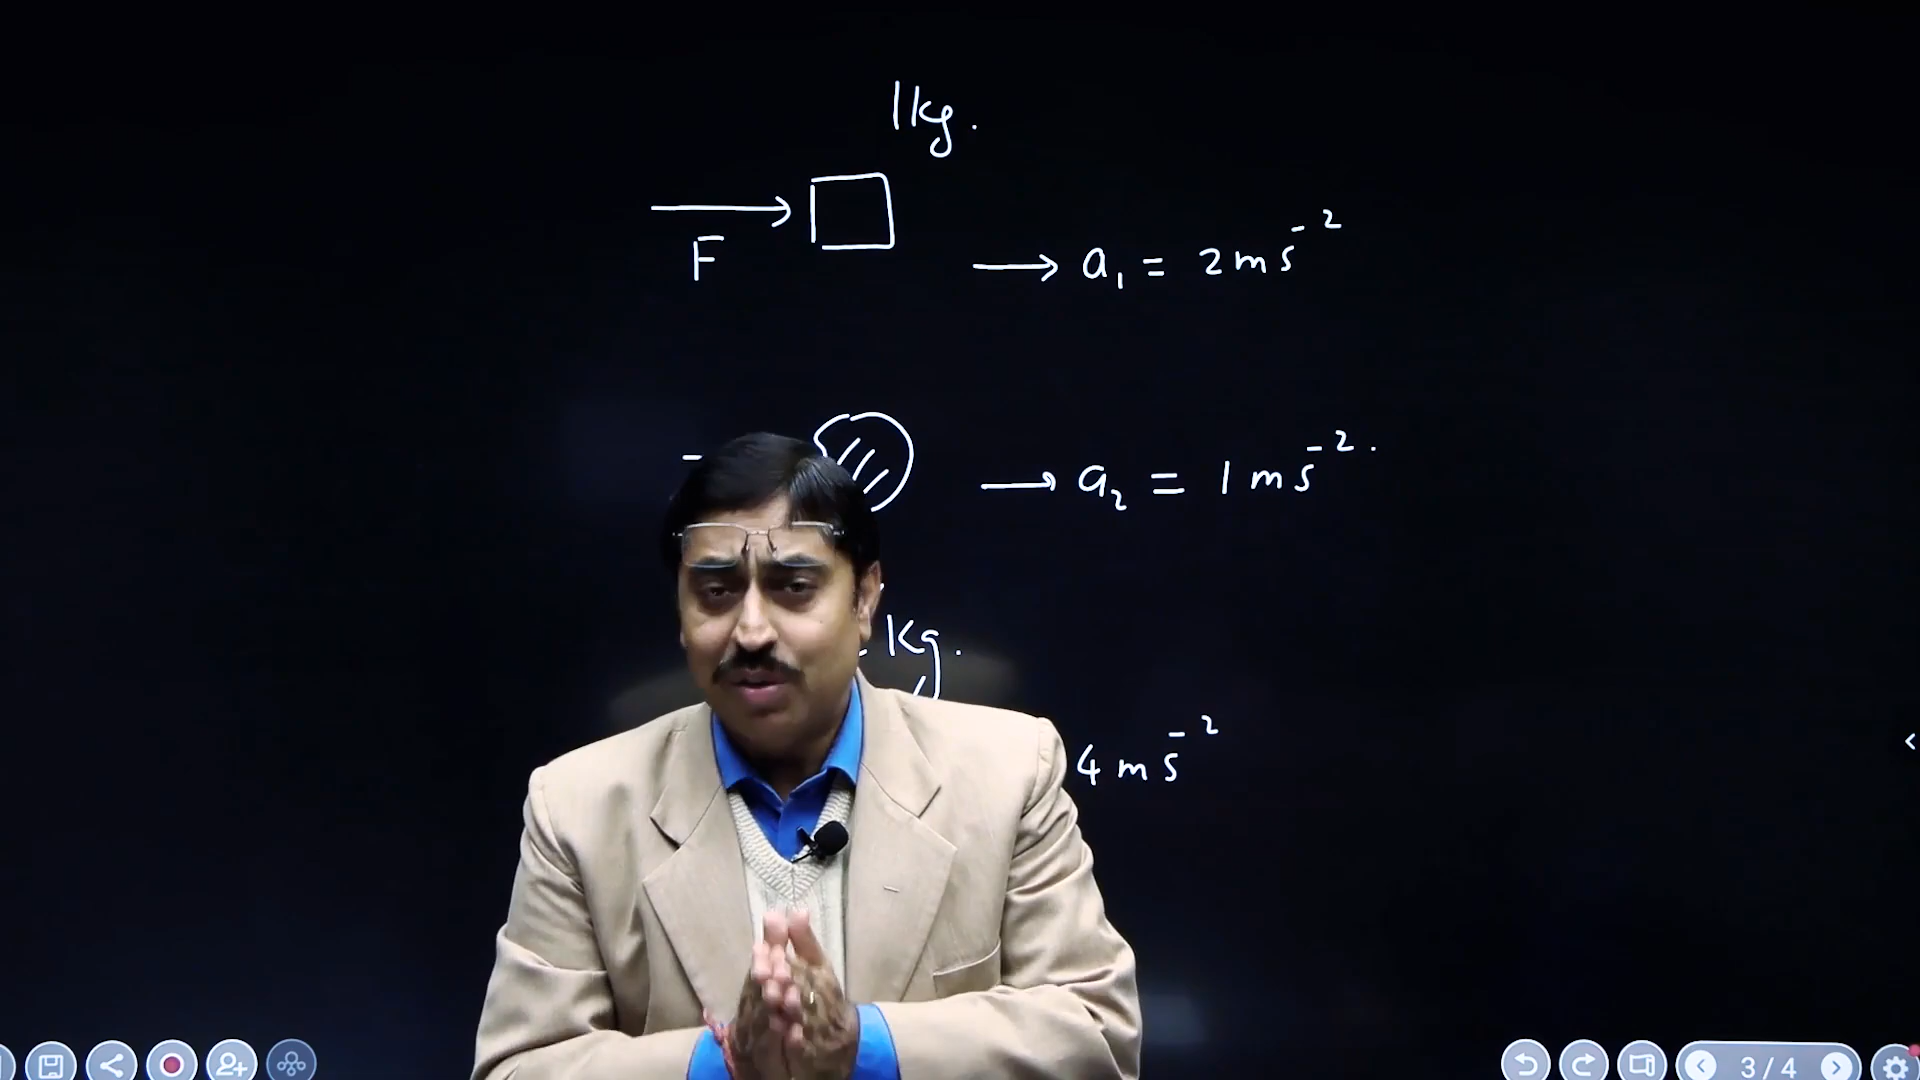 1kg.
F
→ a₁ = 2ms⁻²
→ a₂ = 1ms⁻².
kg.
4ms⁻²
3/4